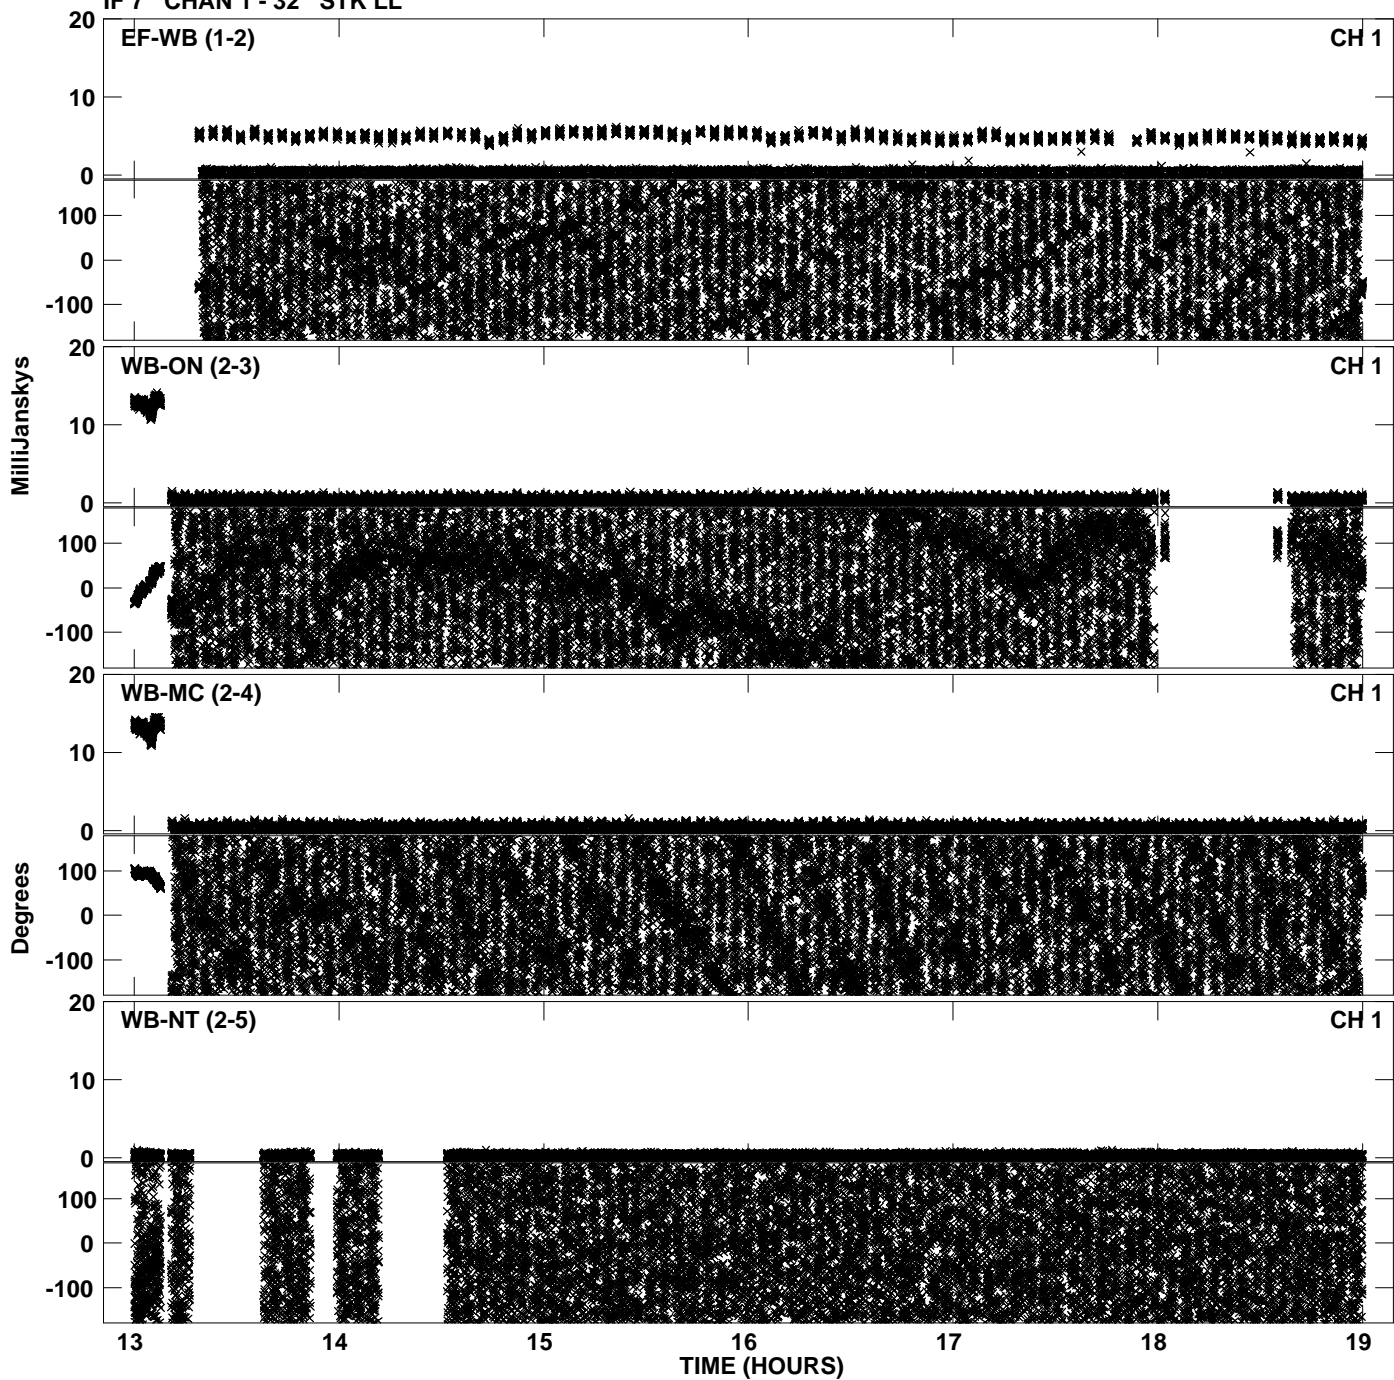 IF 7 CHAN 1 - 32 STK LL
EF-WB (1-2) CH 1
20
10
0
100
0
-100
WB-ON (2-3) CH 1
20
10
0
100
0
-100
MilliJanskys
WB-MC (2-4) CH 1
20
10
0
100
0
-100
Degrees
WB-NT (2-5) CH 1
20
10
0
100
0
-100
13 14 15 16 17 18 19
TIME (HOURS)